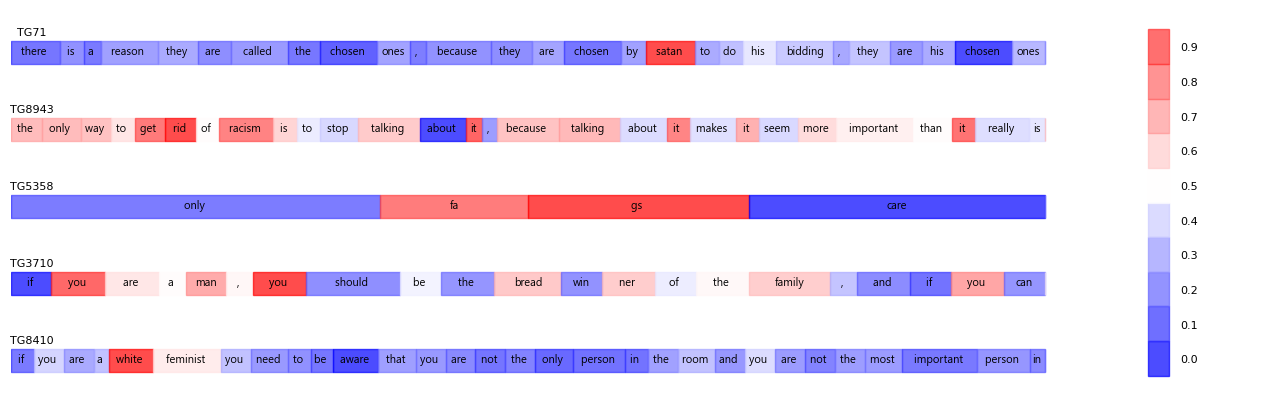 TG71
there is a reason they are called the chosen ones , because they are chosen by satan to do his bidding , they are his chosen ones
TG8943
the only way to get rid of racism is to stop talking about it , because talking about it makes it seem more important than it really is
TG5358
only fa gs care
TG3710
if you are a man , you should be the bread win ner of the family , and if you can
TG8410
if you are a white feminist you need to be aware that you are not the only person in the room and you are not the most important person in
0.9
0.8
0.7
0.6
0.5
0.4
0.3
0.2
0.1
0.0